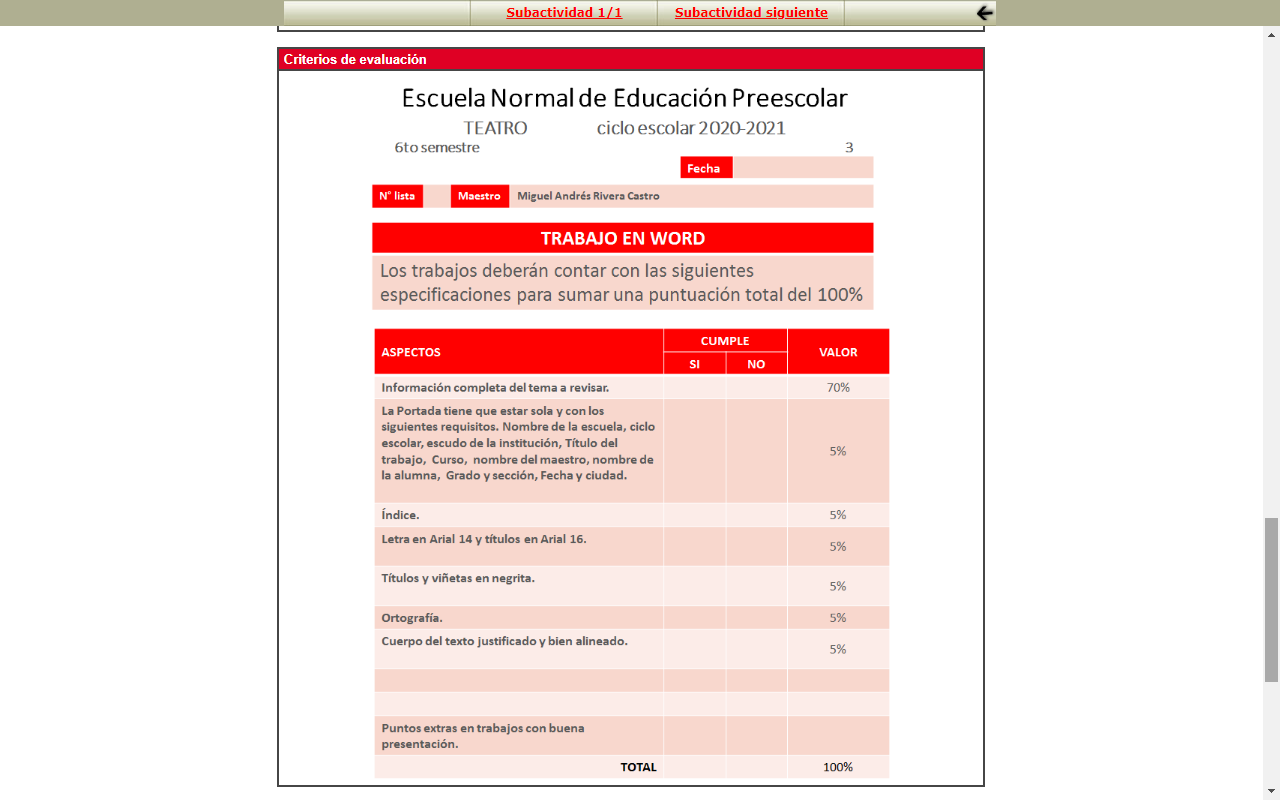 Subactividad 1/1 Subactividad siguiente
Criterios de evaluación
Escuela Normal de Educación Preescolar
TEATRO ciclo escolar 2020-2021
6to semestre 3
Fecha
N° lista Maestro Miguel Andrés Rivera Castro
TRABAJO EN WORD
Los trabajos deberán contar con las siguientes
especificaciones para sumar una puntuación total del 100%
ASPECTOS CUMPLE VALOR
SI NO
Información completa del tema a revisar. 70%
La Portada tiene que estar sola y con los
siguientes requisitos. Nombre de la escuela, ciclo
escolar, escudo de la institución, Título del
trabajo, Curso, nombre del maestro, nombre de
la alumna, Grado y sección, Fecha y ciudad.
5%
Índice. 5%
Letra en Arial 14 y títulos en Arial 16.
5%
Títulos y viñetas en negrita.
5%
Ortografía. 5%
Cuerpo del texto justificado y bien alineado.
5%
Puntos extras en trabajos con buena
presentación.
TOTAL 100%